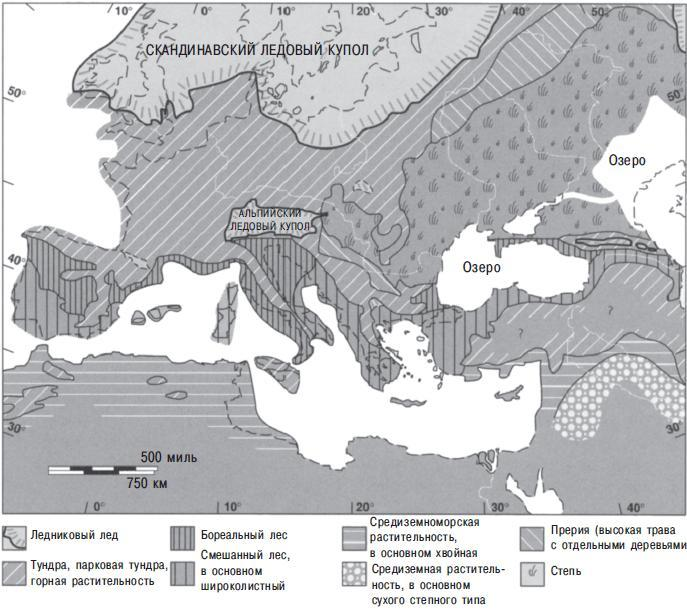 10° 0° 10° 20° 30° 40° 50°
СКАНДИНАВСКИЙ ЛЕДОВЫЙ КУПОЛ
50°
50°
Озеро
АЛЬПИЙСКИЙ
ЛЕДОВЫЙ КУПОЛ
40°
Озеро
40°
?
?
30°
30°
500 миль
750 км
0° 10° 20° 30° 40°
Ледниковый лед
Тундра, парковая тундра,
горная растительность
Бореальный лес
Смешанный лес,
в основном
широколистный
Средиземноморская
растительность,
в основном хвойная
Средиземная раститель-
ность, в основном
сухого степного типа
Прерия (высокая трава
с отдельными деревьями
Степь